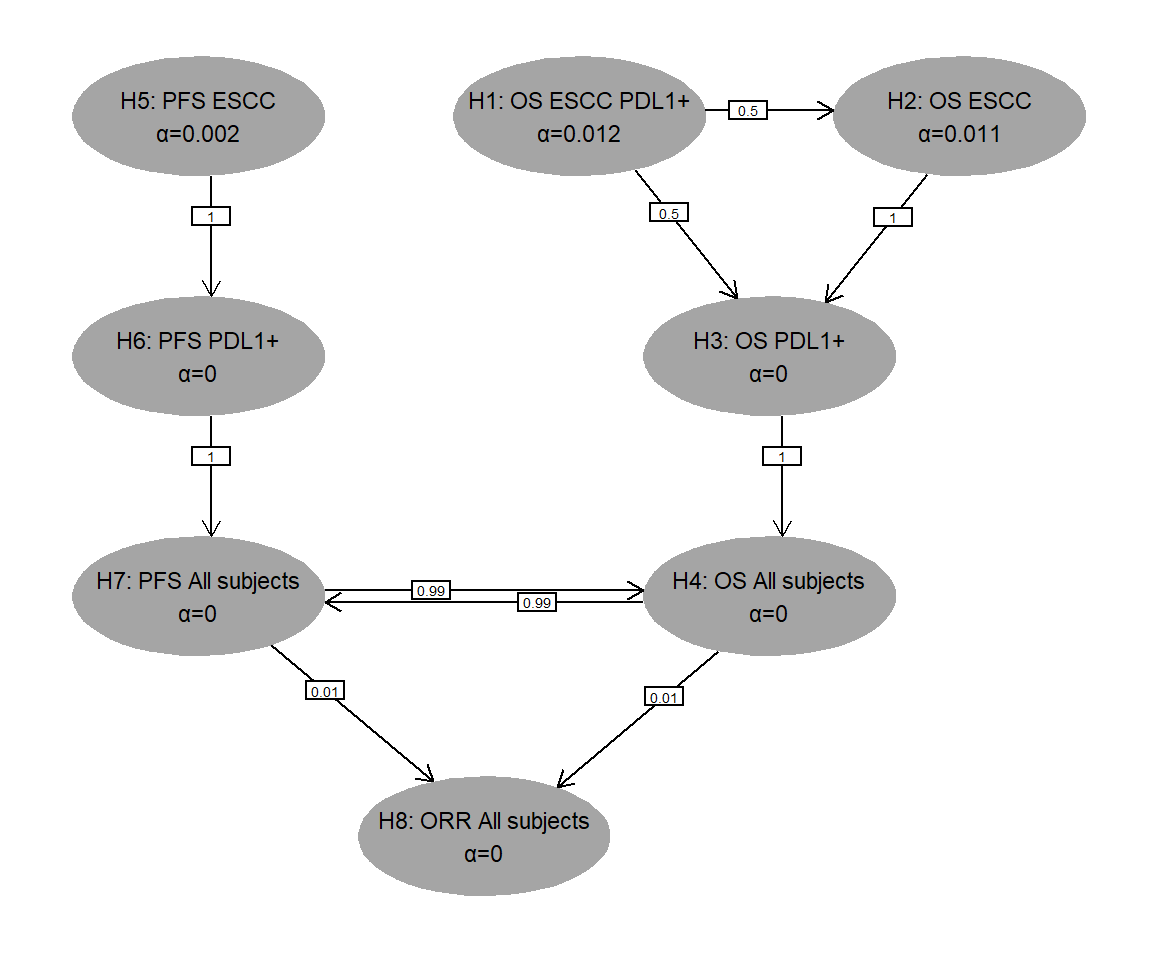 H5: PFS ESCC
α=0.002
H1: OS ESCC PDL1+
α=0.012
0.5
H2: OS ESCC
α=0.011
1
0.5
1
H6: PFS PDL1+
α=0
H3: OS PDL1+
α=0
1
1
H7: PFS All subjects
α=0
0.99
0.99
H4: OS All subjects
α=0
0.01
0.01
H8: ORR All subjects
α=0